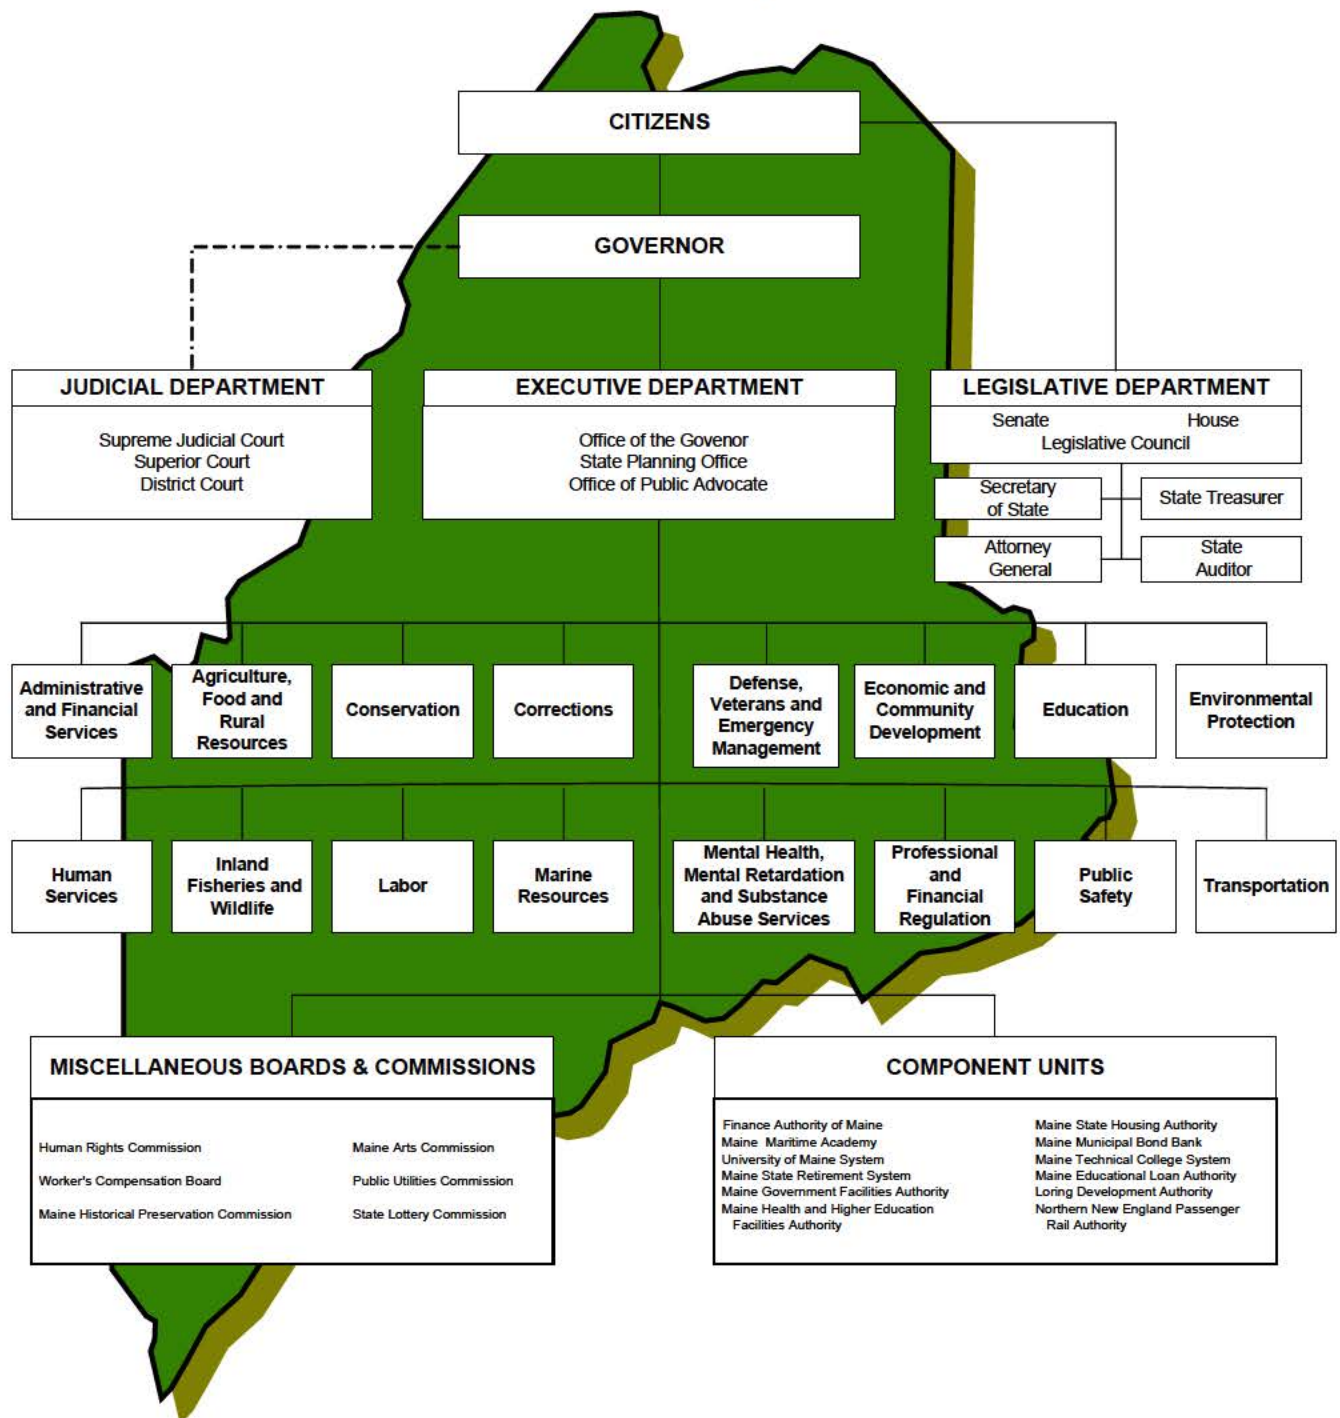 CITIZENS
GOVERNOR
JUDICIAL DEPARTMENT
Supreme Judicial Court
Superior Court
District Court
EXECUTIVE DEPARTMENT
Office of the Govenor
State Planning Office
Office of Public Advocate
LEGISLATIVE DEPARTMENT
Senate House
Legislative Council
Secretary
of State
State Treasurer
Attorney
General
State
Auditor
Administrative
and Financial
Services
Agriculture,
Food and
Rural
Resources
Conservation
Corrections
Defense,
Veterans and
Emergency
Management
Economic and
Community
Development
Education
Environmental
Protection
Human
Services
Inland
Fisheries and
Wildlife
Labor
Marine
Resources
Mental Health,
Mental Retardation
and Substance
Abuse Services
Professional
and
Financial
Regulation
Public
Safety
Transportation
MISCELLANEOUS BOARDS & COMMISSIONS
Human Rights Commission
Worker's Compensation Board
Maine Historical Preservation Commission
Maine Arts Commission
Public Utilities Commission
State Lottery Commission
COMPONENT UNITS
Finance Authority of Maine
Maine Maritime Academy
University of Maine System
Maine State Retirement System
Maine Government Facilities Authority
Maine Health and Higher Education
Facilities Authority
Maine State Housing Authority
Maine Municipal Bond Bank
Maine Technical College System
Maine Educational Loan Authority
Loring Development Authority
Northern New England Passenger
Rail Authority